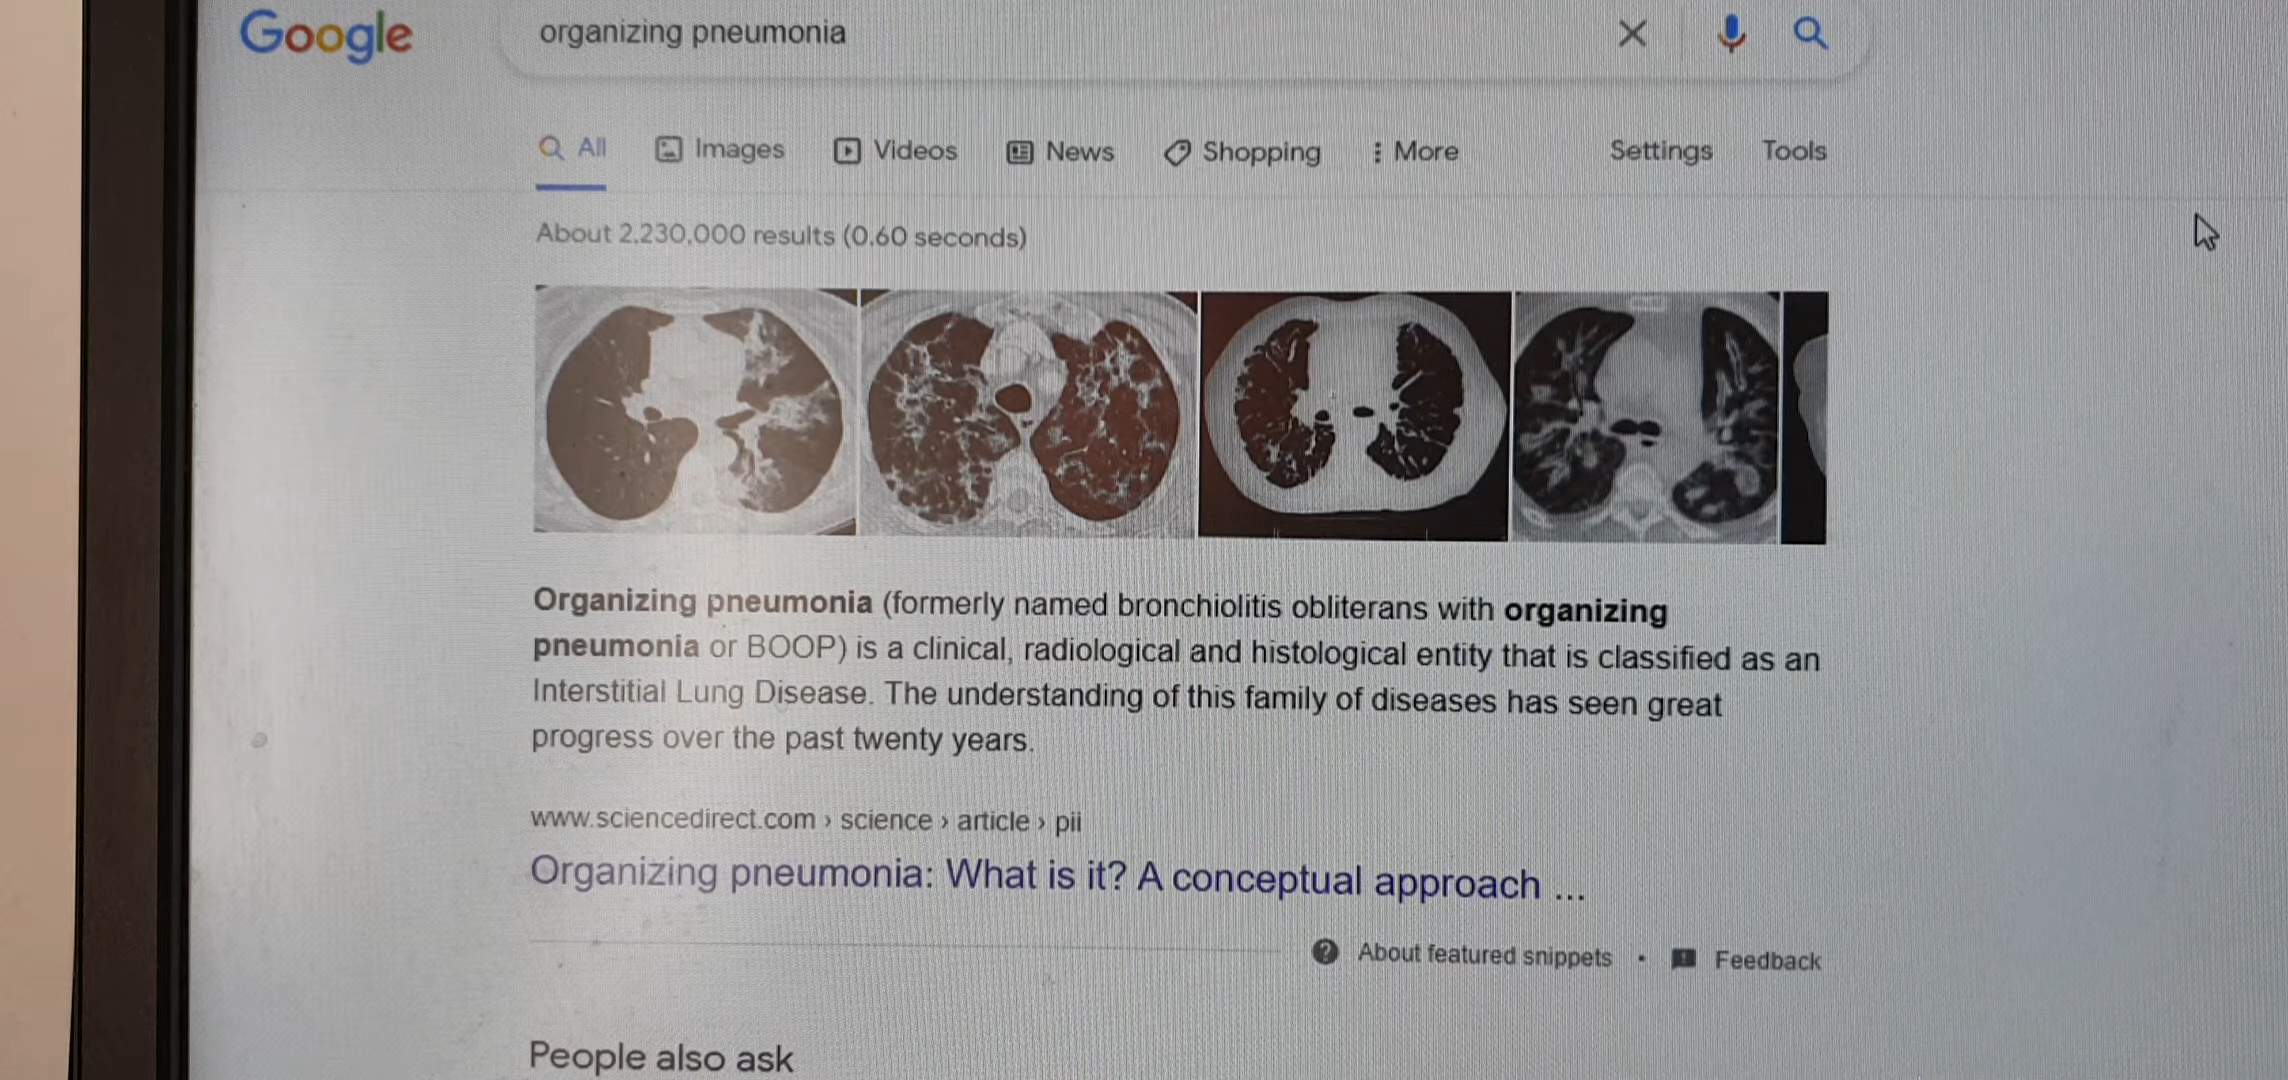 Google
organizing pneumonia
All Images Videos News Shopping More Settings Tools
About 2,230,000 results (0.60 seconds)
Organizing pneumonia (formerly named bronchiolitis obliterans with organizing
pneumonia or BOOP) is a clinical, radiological and histological entity that is classified as an
Interstitial Lung Disease. The understanding of this family of diseases has seen great
progress over the past twenty years.
www.sciencedirect.com › science › article › pii
Organizing pneumonia: What is it? A conceptual approach ...
About featured snippets • Feedback
People also ask